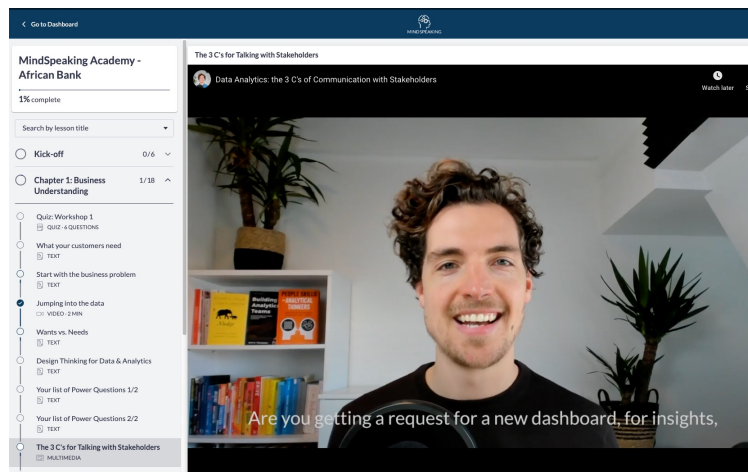 Go to Dashboard
MINDSPEAKING
MindSpeaking Academy -
African Bank
1% complete
Search by lesson title
Kick-off 0/6
Chapter 1: Business 1/18
Understanding
Quiz: Workshop 1
QUIZ · 6 QUESTIONS
What your customers need
TEXT
Start with the business problem
TEXT
Jumping into the data
VIDEO · 2 MIN
Wants vs. Needs
TEXT
Design Thinking for Data & Analytics
TEXT
Your list of Power Questions 1/2
TEXT
Your list of Power Questions 2/2
TEXT
The 3 C's for Talking with Stakeholders
MULTIMEDIA
The 3 C's for Talking with Stakeholders
Data Analytics: the 3 C's of Communication with Stakeholders
Watch later
S
Nudge
Building
Analytics
Teams
PEOPLE SKILLS
ANALYTICAL
THINKERS
Are you getting a request for a new dashboard, for insights,